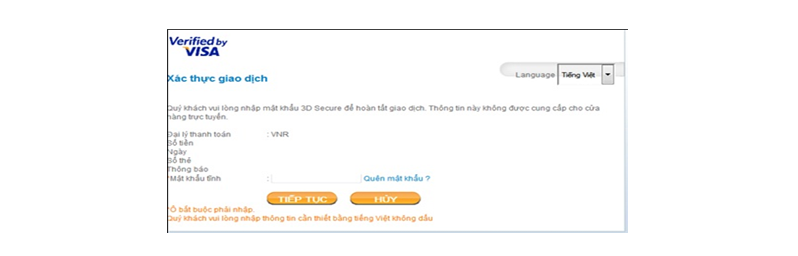 Verified by
VISA
Language Tiếng Việt
Xác thực giao dịch
Quý khách vui lòng nhập mật khẩu 3D Secure để hoàn tất giao dịch. Thông tin này không được cung cấp cho cửa
hàng trực tuyến.
Đại lý thanh toán : VNR
Số tiền
Ngày
Số thẻ
Thông báo
*Mật khẩu tĩnh : Quên mật khẩu ?
TIẾP TỤC HỦY
*Ô bắt buộc phải nhập.
Quý khách vui lòng nhập thông tin cần thiết bằng tiếng Việt không dấu